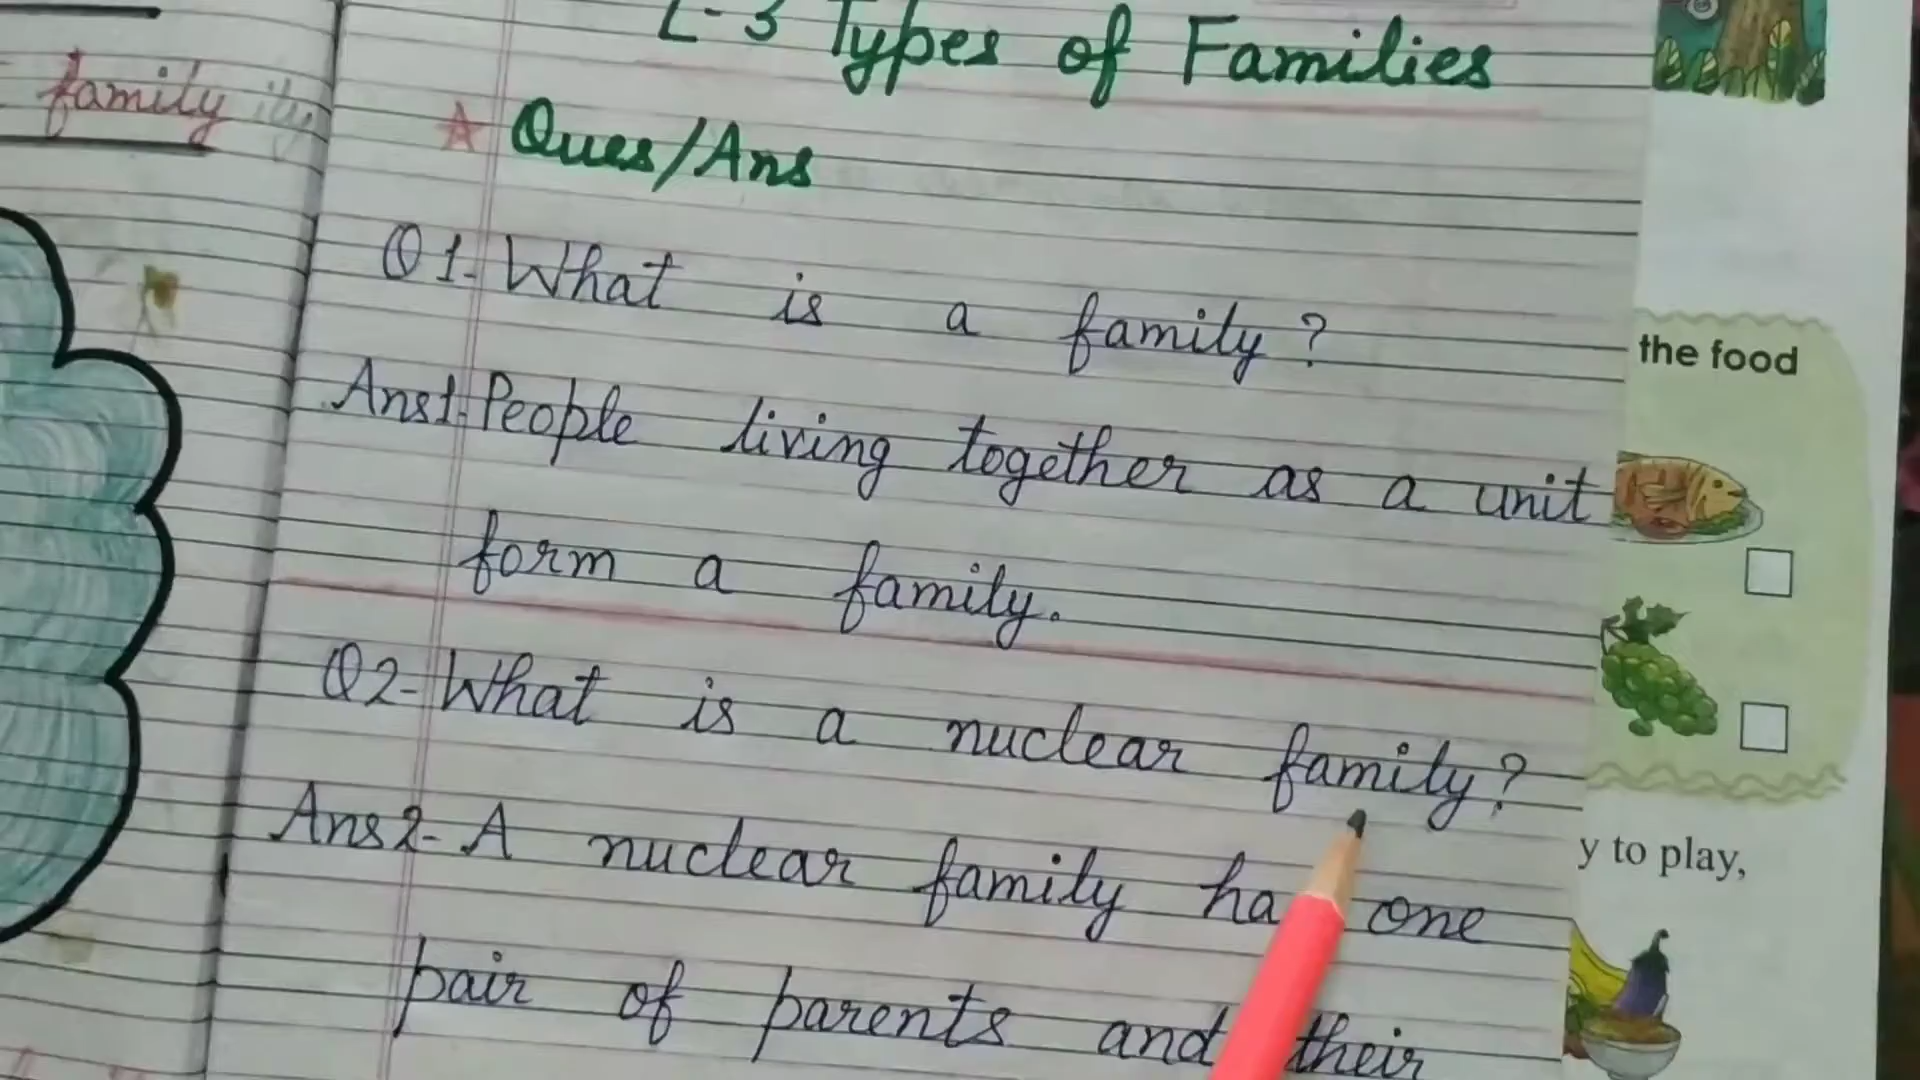 family
L-3 Types of Families
Ques/Ans
Q1- What is a family?
Ans1- People living together as a unit
form a family.
Q2- What is a nuclear family?
Ans2- A nuclear family ha one
pair of parents and their
the food
y to play,